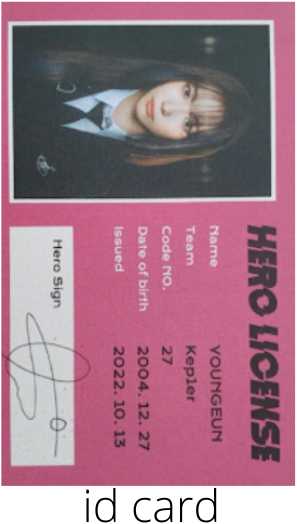 HERO LICENSE
Name YOUNGEUN
Team Kep1er
Code NO. 27
Date of birth 2004. 12. 27
Issued 2022. 10. 13
Hero Sign
id card